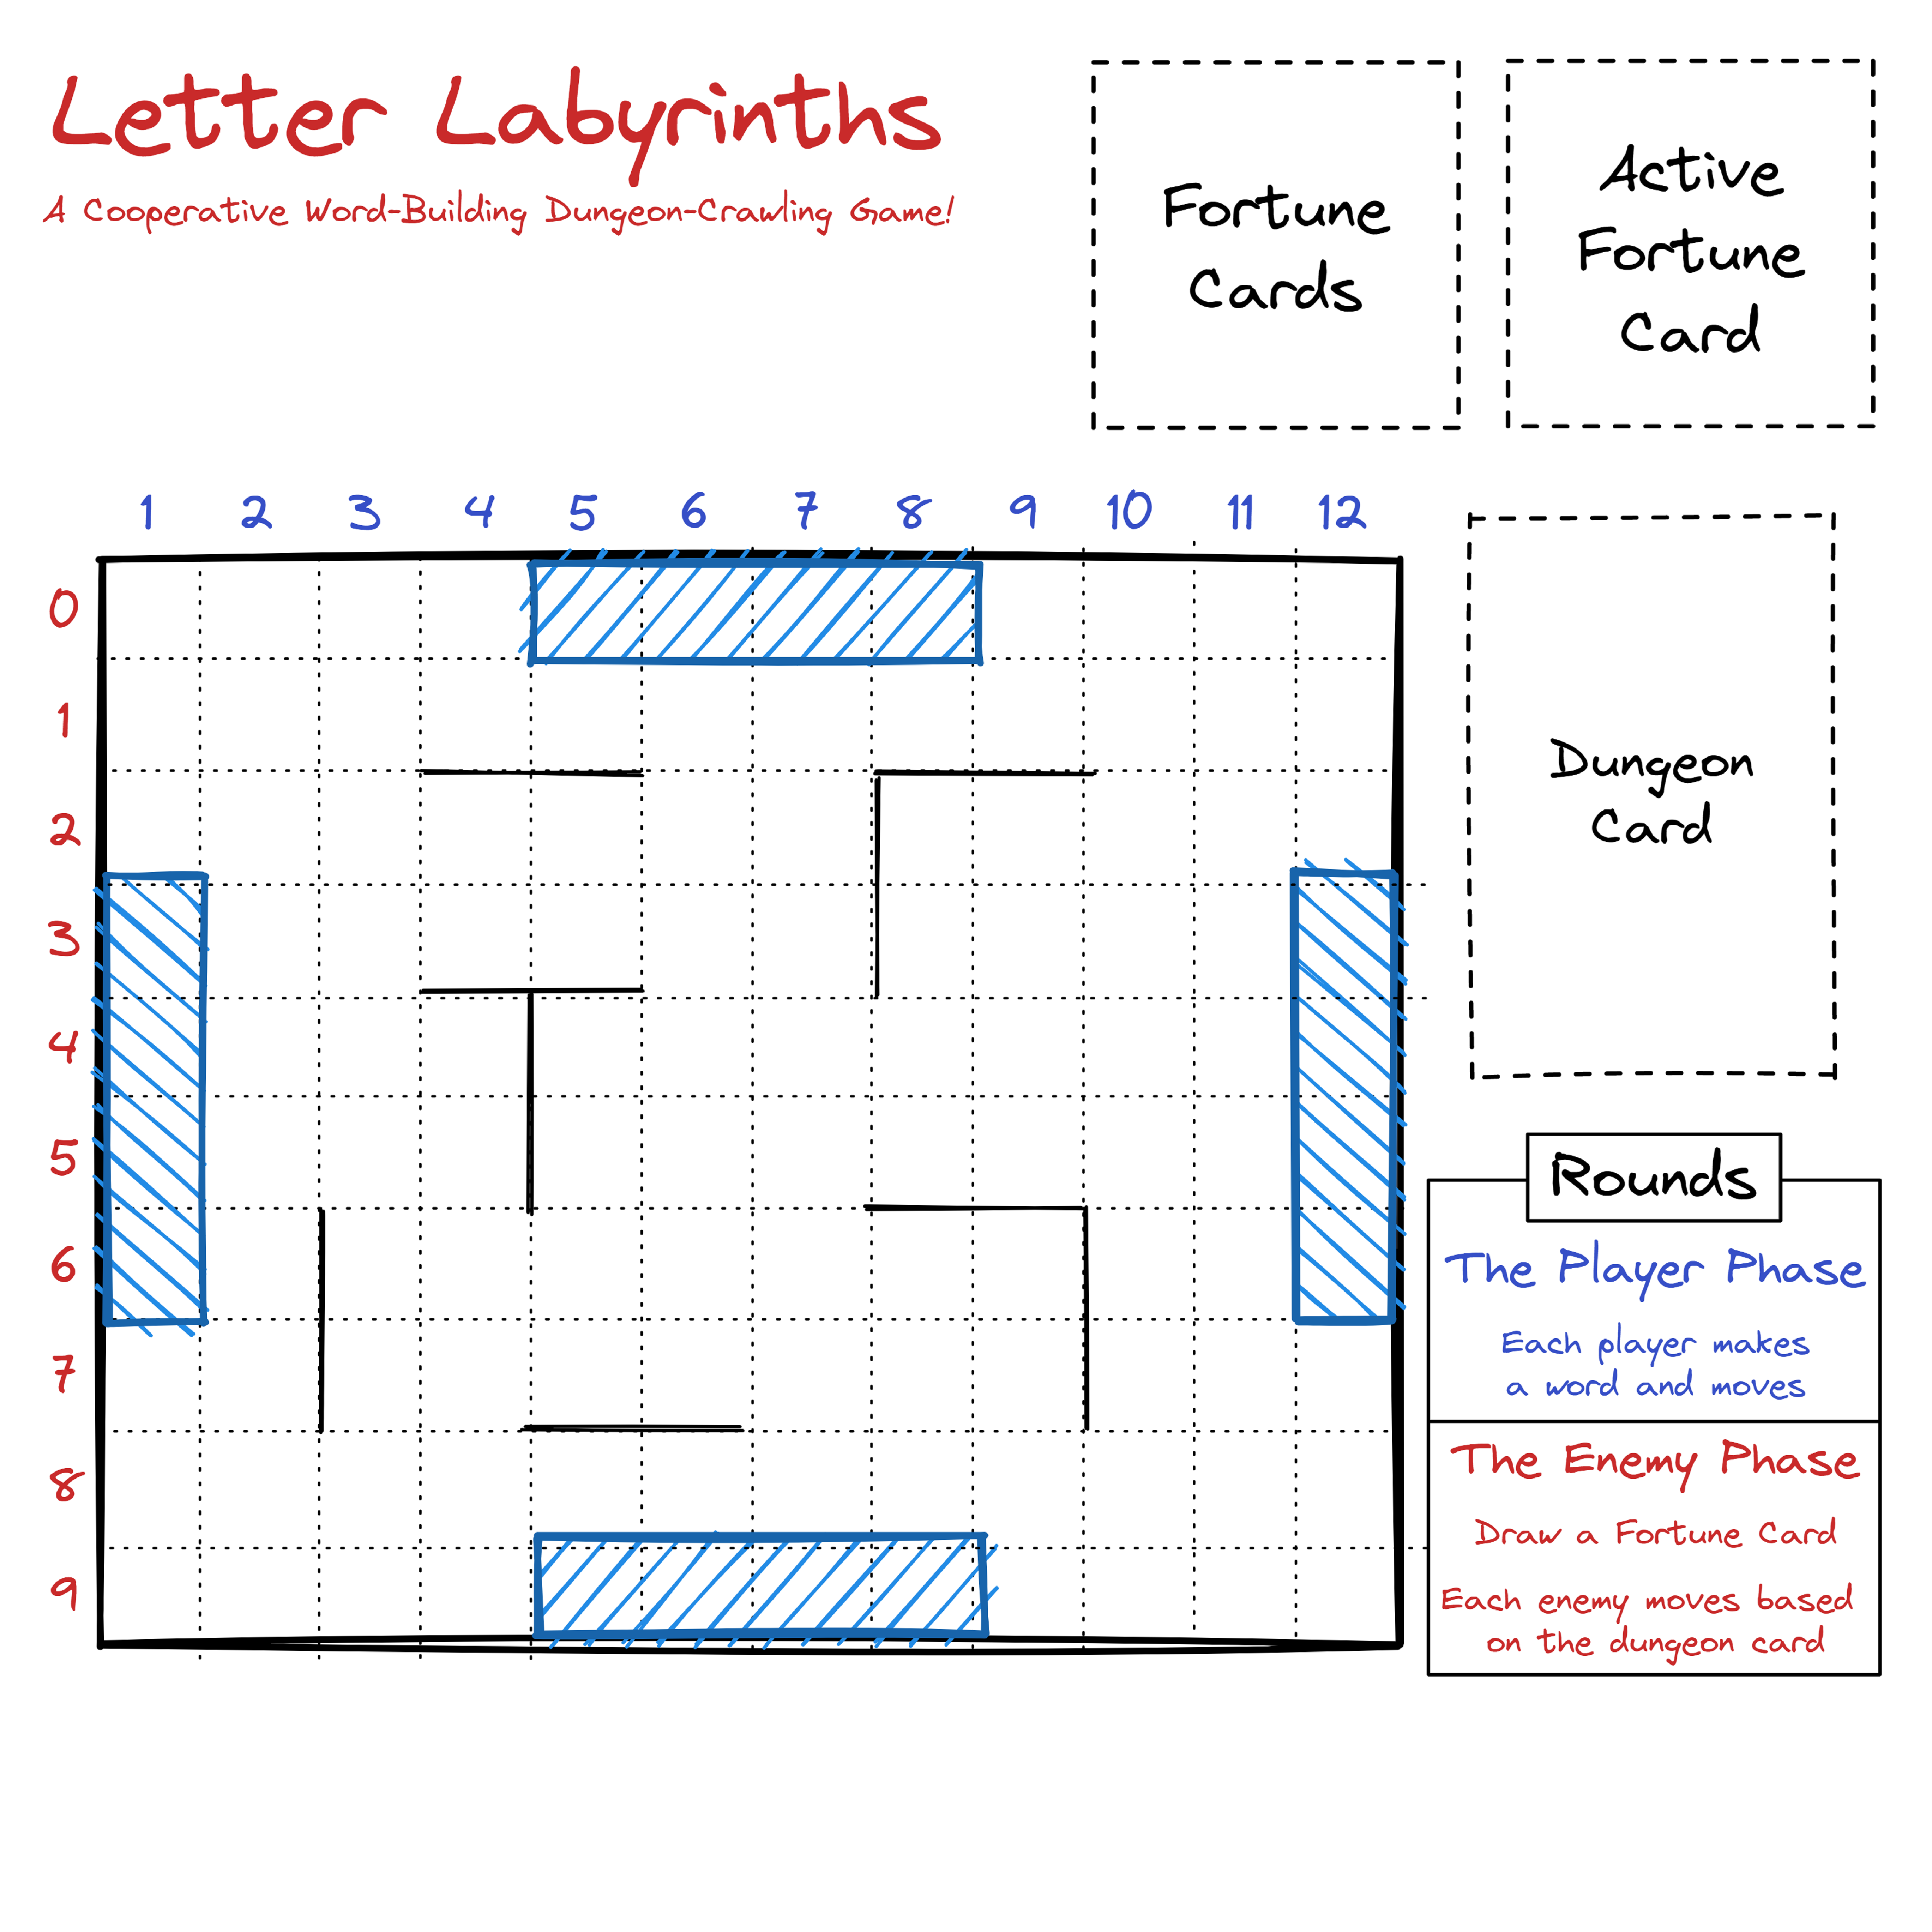 Letter Labyrinths
A Cooperative Word-Building Dungeon-Crawling Game!
Fortune
Cards
Active
Fortune
Card
1 2 3 4 5 6 7 8 9 10 11 12
0
1
2
3
4
5
6
7
8
9
Dungeon
Card
Rounds
The Player Phase
Each player makes
a word and moves
The Enemy Phase
Draw a Fortune Card
Each enemy moves based
on the dungeon card